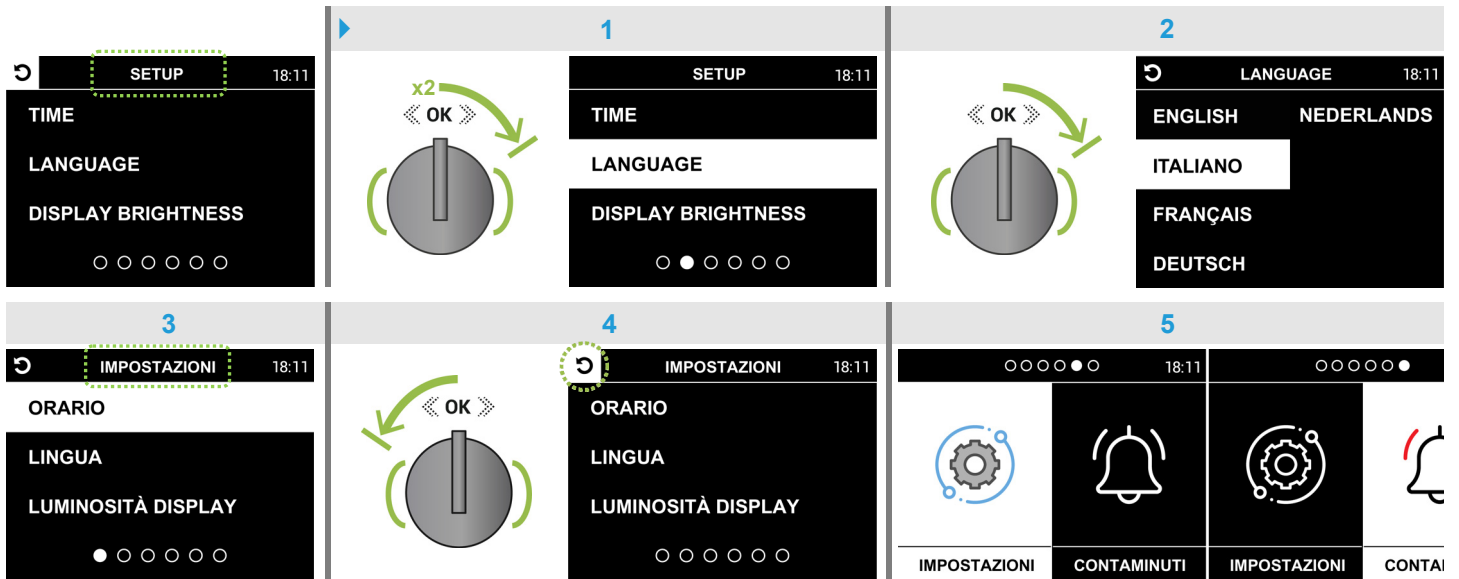 1
2
SETUP 18:11
TIME
LANGUAGE
DISPLAY BRIGHTNESS
x2
OK
SETUP 18:11
TIME
LANGUAGE
DISPLAY BRIGHTNESS
OK
LANGUAGE 18:11
ENGLISH NEDERLANDS
ITALIANO
FRANÇAIS
DEUTSCH
3
4
5
IMPOSTAZIONI 18:11
ORARIO
LINGUA
LUMINOSITÀ DISPLAY
OK
IMPOSTAZIONI 18:11
ORARIO
LINGUA
LUMINOSITÀ DISPLAY
18:11
IMPOSTAZIONI CONTAMINUTI
IMPOSTAZIONI CONTA